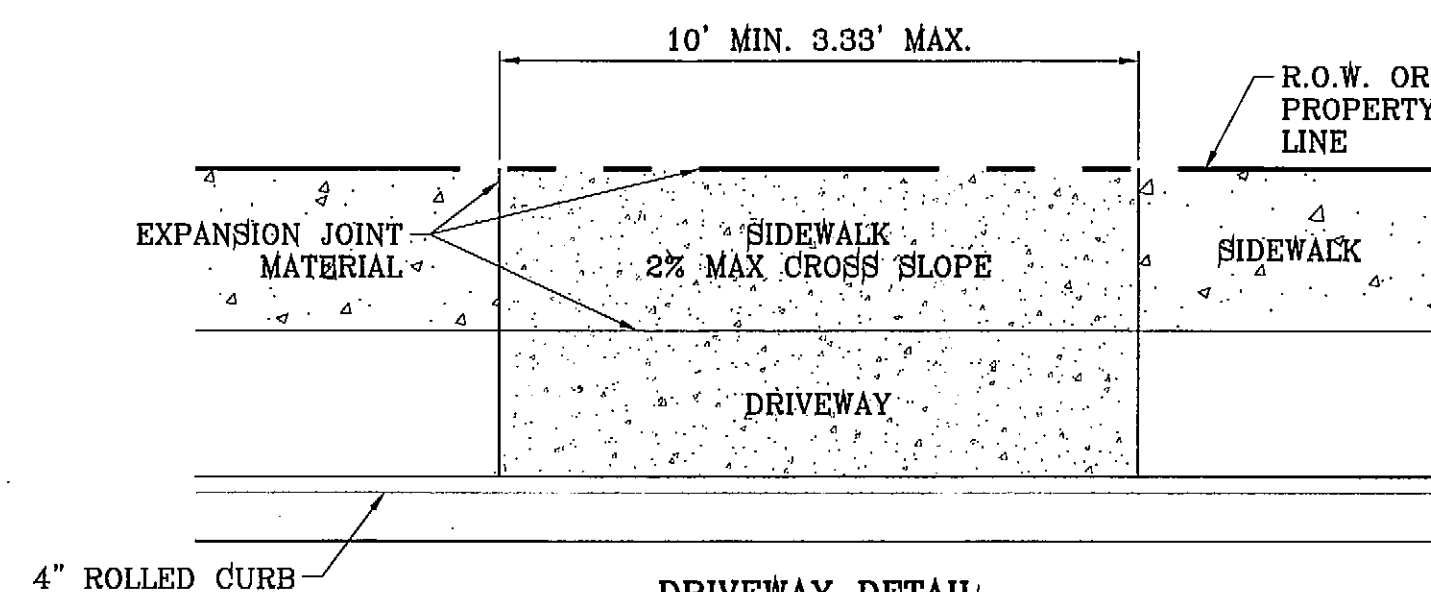 10' MIN. 3.33' MAX.
R.O.W. OR
PROPERTY
LINE
EXPANSION JOINT
MATERIAL
SIDEWALK
2% MAX CROSS SLOPE
SIDEWALK
DRIVEWAY
4" ROLLED CURB
DRIVEWAY DETAIL